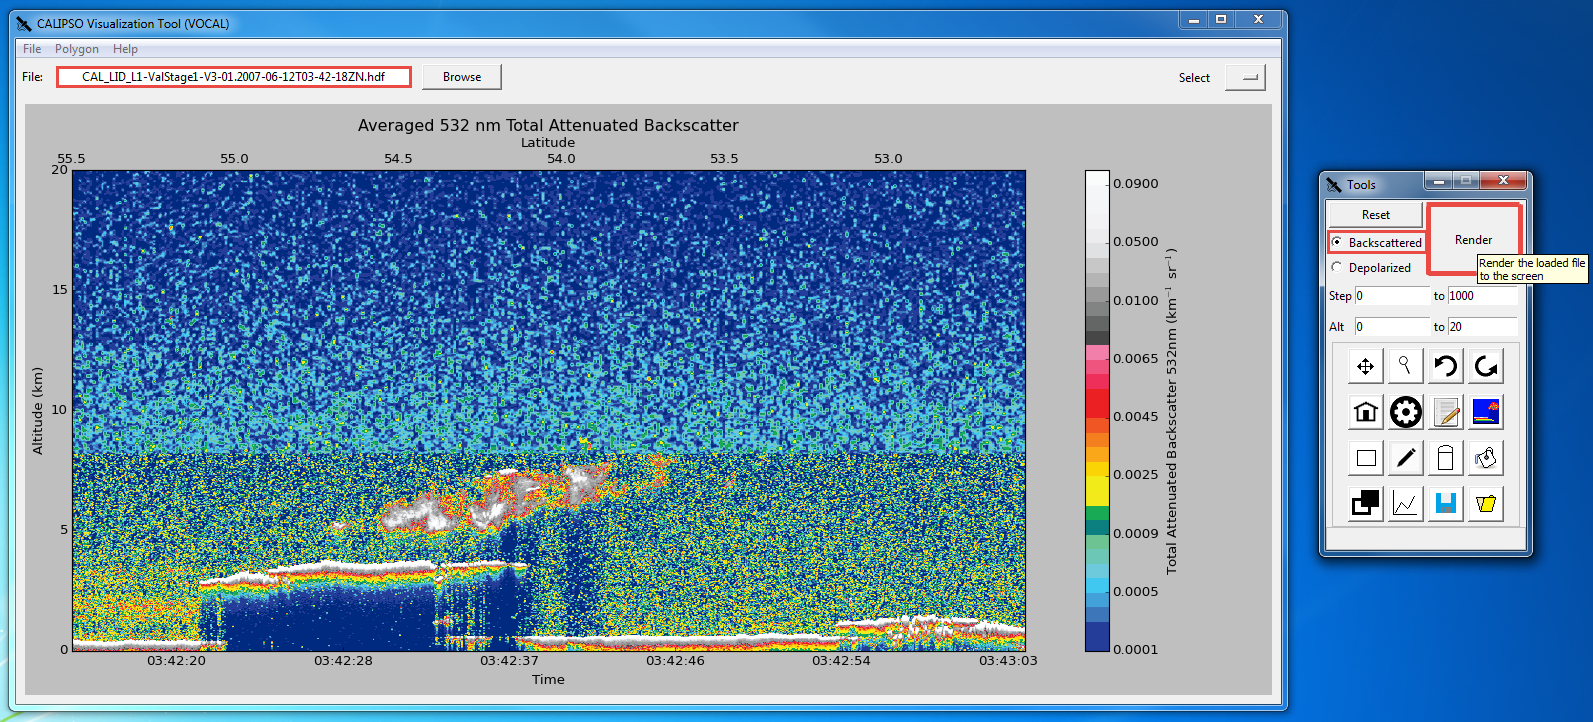 CALIPSO Visualization Tool (VOCAL)
File Polygon Help
File: CAL_LID_L1-ValStage1-V3-01.2007-06-12T03-42-18ZN.hdf Browse Select
Averaged 532 nm Total Attenuated Backscatter
Latitude
55.5 55.0 54.5 54.0 53.5 53.0
20
15
10
5
0
Altitude (km)
03:42:20 03:42:28 03:42:37 03:42:46 03:42:54 03:43:03
Time
0.0900
0.0500
0.0100
0.0065
0.0045
0.0025
0.0009
0.0005
0.0001
Total Attenuated Backscatter 532nm (km⁻¹ sr⁻¹)
Tools
Reset
Render
Backscattered
Depolarized
Render the loaded file
to the screen
Step 0 to 1000
Alt 0 to 20